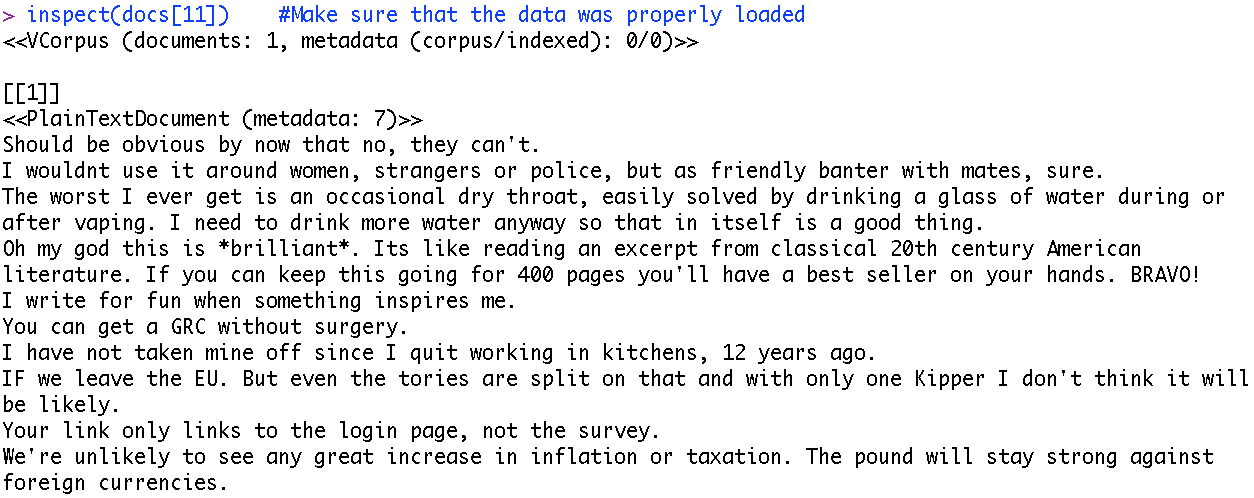 > inspect(docs[11])    #Make sure that the data was properly loaded
<<VCorpus (documents: 1, metadata (corpus/indexed): 0/0)>>

[[1]]
<<PlainTextDocument (metadata: 7)>>
Should be obvious by now that no, they can't.
I wouldnt use it around women, strangers or police, but as friendly banter with mates, sure.
The worst I ever get is an occasional dry throat, easily solved by drinking a glass of water during or
after vaping. I need to drink more water anyway so that in itself is a good thing.
Oh my god this is *brilliant*. Its like reading an excerpt from classical 20th century American
literature. If you can keep this going for 400 pages you'll have a best seller on your hands. BRAVO!
I write for fun when something inspires me.
You can get a GRC without surgery.
I have not taken mine off since I quit working in kitchens, 12 years ago.
IF we leave the EU. But even the tories are split on that and with only one Kipper I don't think it will
be likely.
Your link only links to the login page, not the survey.
We're unlikely to see any great increase in inflation or taxation. The pound will stay strong against
foreign currencies.